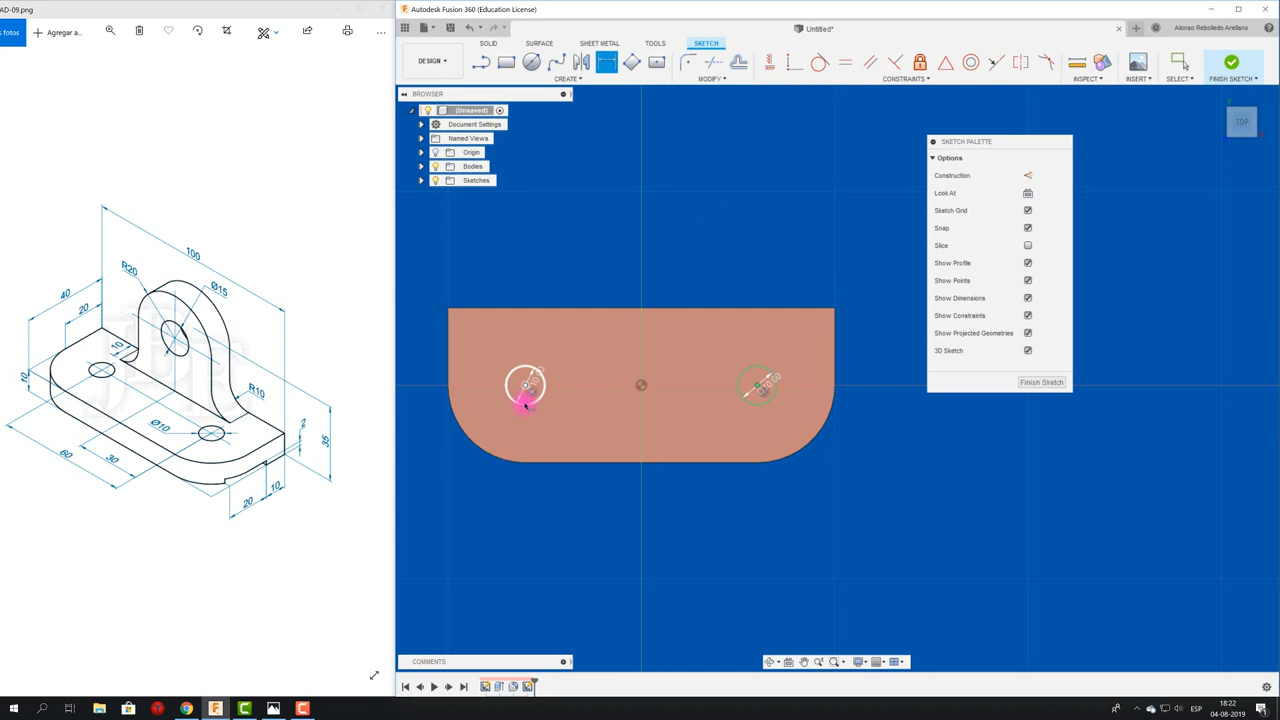 AD-09.png
Autodesk Fusion 360 (Education License)
to fotos
Agregar a
Untitled*
Alonso Rebolledo Arellano
DESIGN
SOLID
SURFACE
SHEET METAL
TOOLS
SKETCH
CREATE
MODIFY
CONSTRAINTS
INSPECT
INSERT
SELECT
FINISH SKETCH
BROWSER
(Unsaved)
Document Settings
Named Views
Origin
Bodies
Sketches
TOP
SKETCH PALETTE
Options
Construction
Look At
Sketch Grid
Snap
Slice
Show Profile
Show Points
Show Dimensions
Show Constraints
Show Projected Geometries
3D Sketch
Finish Sketch
100
R20
Ø15
40
20
10
10
R10
Ø10
2
35
60
30
10
20
COMMENTS
ESP
18:22
04-08-2019